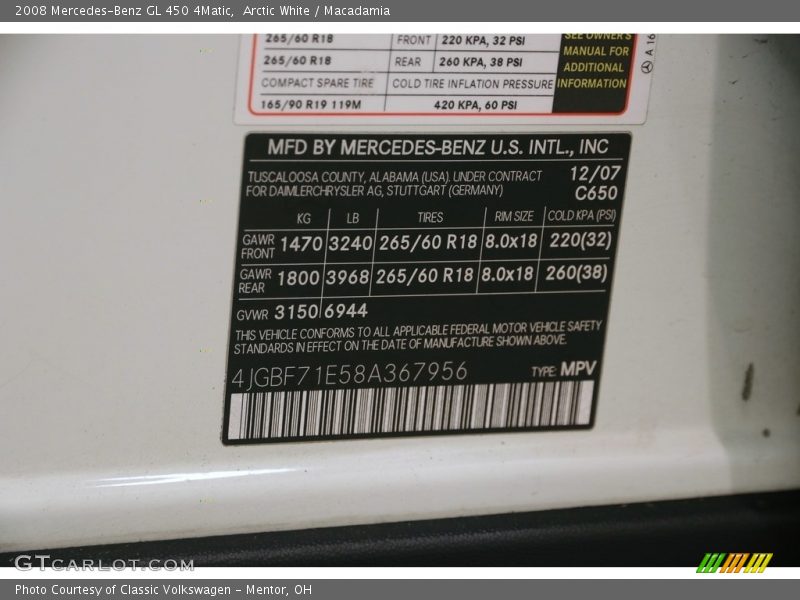 2008 Mercedes-Benz GL 450 4Matic, Arctic White / Macadamia
265/60 R18 FRONT 220 KPA, 32 PSI
265/60 R18 REAR 260 KPA, 38 PSI
COMPACT SPARE TIRE COLD TIRE INFLATION PRESSURE
165/90 R19 119M 420 KPA, 60 PSI
SEE OWNER'S
MANUAL FOR
ADDITIONAL
INFORMATION
A 16
MFD BY MERCEDES-BENZ U.S. INTL., INC
TUSCALOOSA COUNTY, ALABAMA (USA). UNDER CONTRACT 12/07
FOR DAIMLERCHRYSLER AG, STUTTGART (GERMANY) C650
KG LB TIRES RIM SIZE COLD KPA (PSI)
GAWR FRONT 1470 3240 265/60 R18 8.0x18 220(32)
GAWR REAR 1800 3968 265/60 R18 8.0x18 260(38)
GVWR 3150 6944
THIS VEHICLE CONFORMS TO ALL APPLICABLE FEDERAL MOTOR VEHICLE SAFETY
STANDARDS IN EFFECT ON THE DATE OF MANUFACTURE SHOWN ABOVE.
4JGBF71E58A367956 TYPE: MPV
GTCARLOT.COM
Photo Courtesy of Classic Volkswagen - Mentor, OH